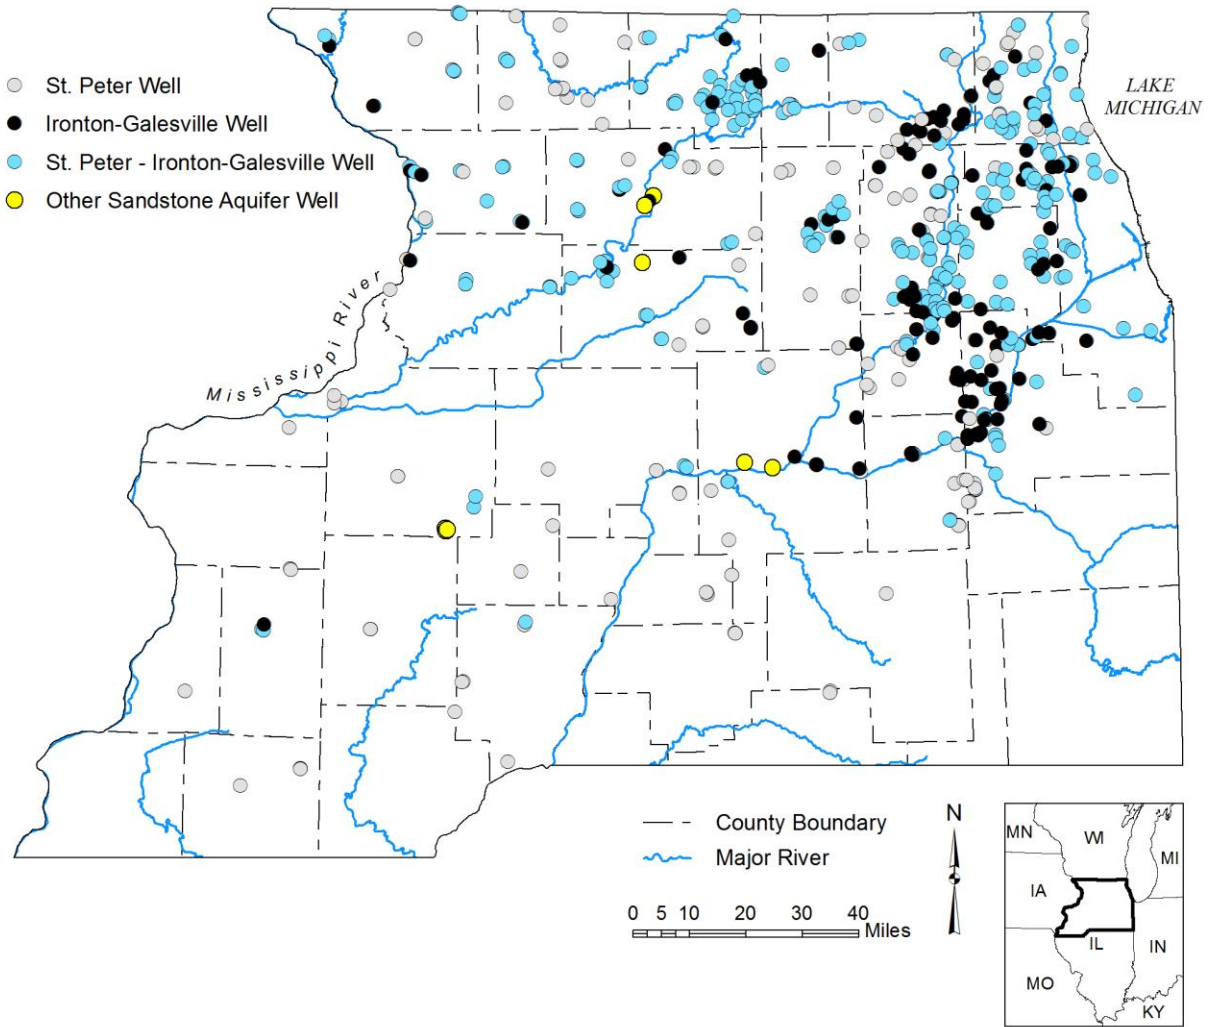 LAKE
MICHIGAN
St. Peter Well
Ironton-Galesville Well
St. Peter - Ironton-Galesville Well
Other Sandstone Aquifer Well
Mississippi River
County Boundary
Major River
0 5 10 20 30 40
Miles
N
MN
WI
MI
IA
IL
IN
MO
KY